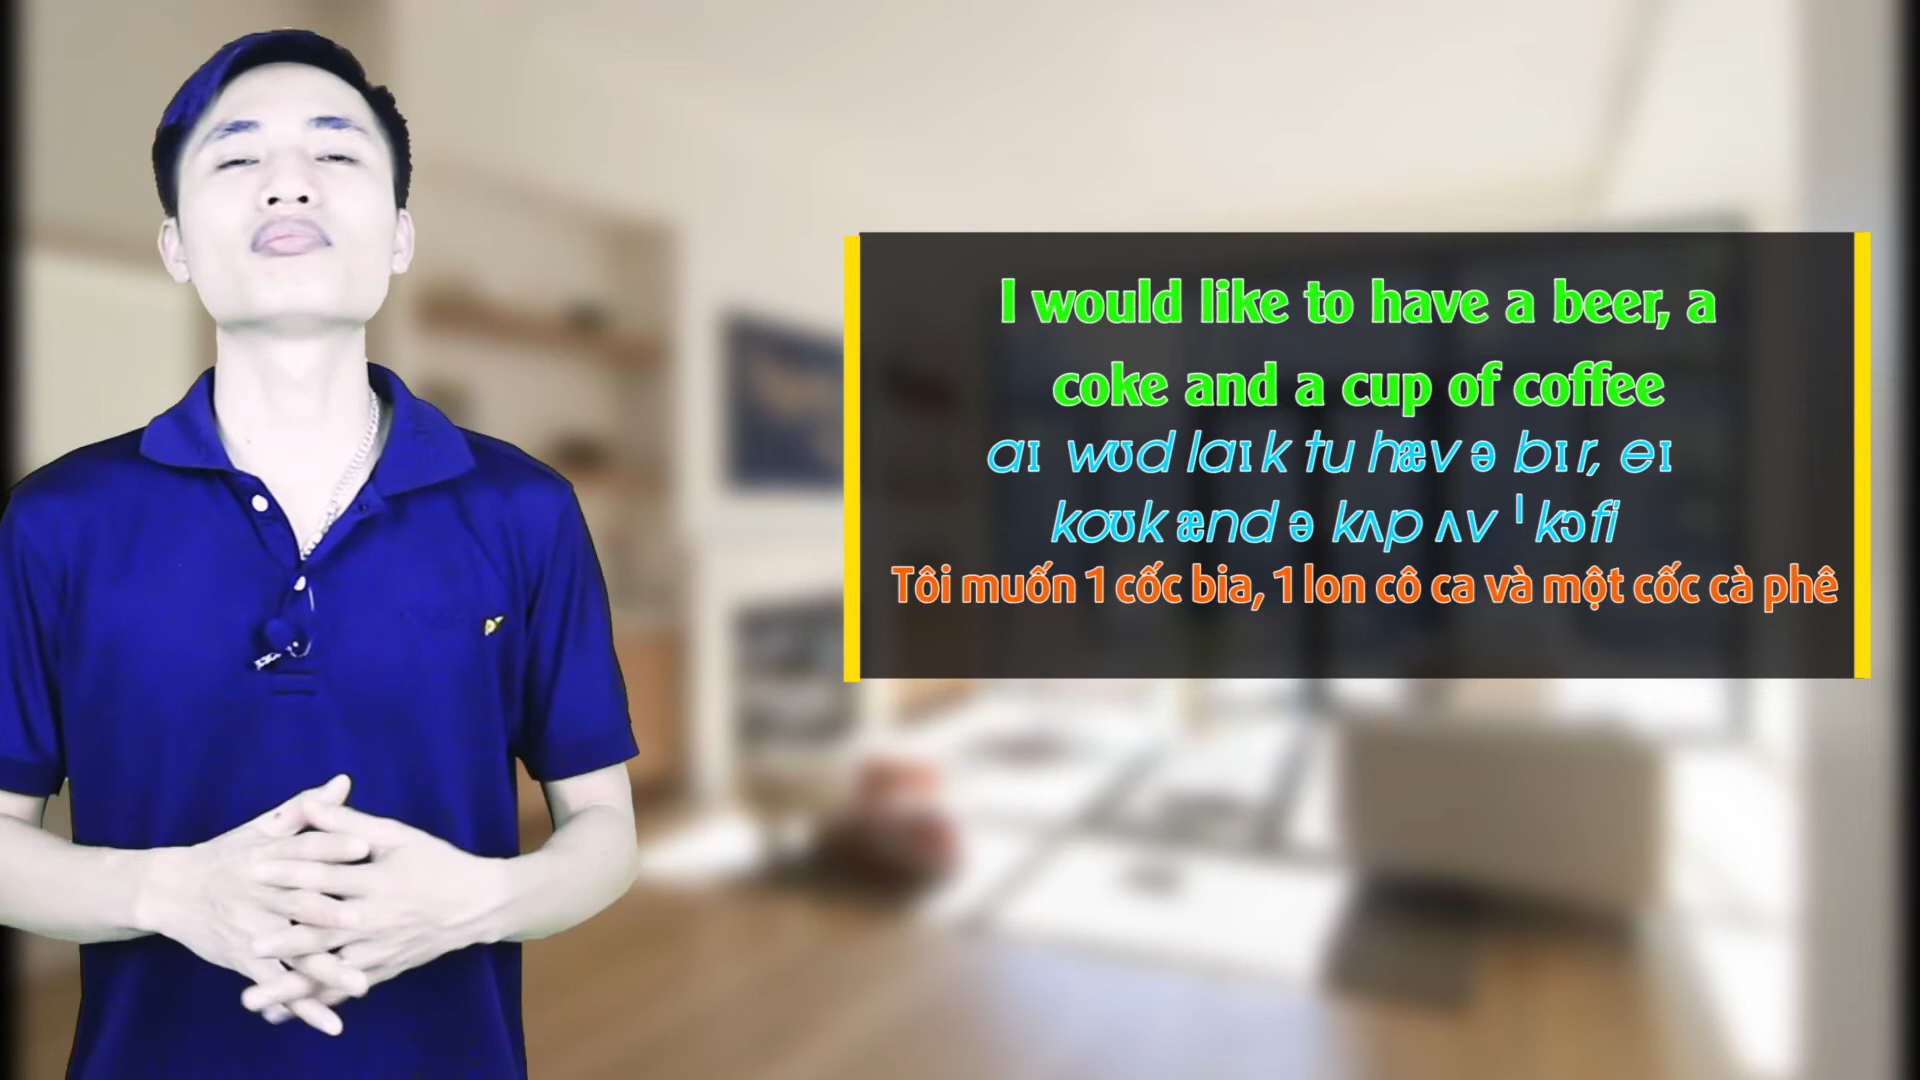 I would like to have a beer, a
coke and a cup of coffee
aɪ wʊd laɪk tu hæv ə bɪr, eɪ
koʊk ænd ə kʌp ʌv ˈkɔfi
Tôi muốn 1 cốc bia, 1 lon cô ca và một cốc cà phê